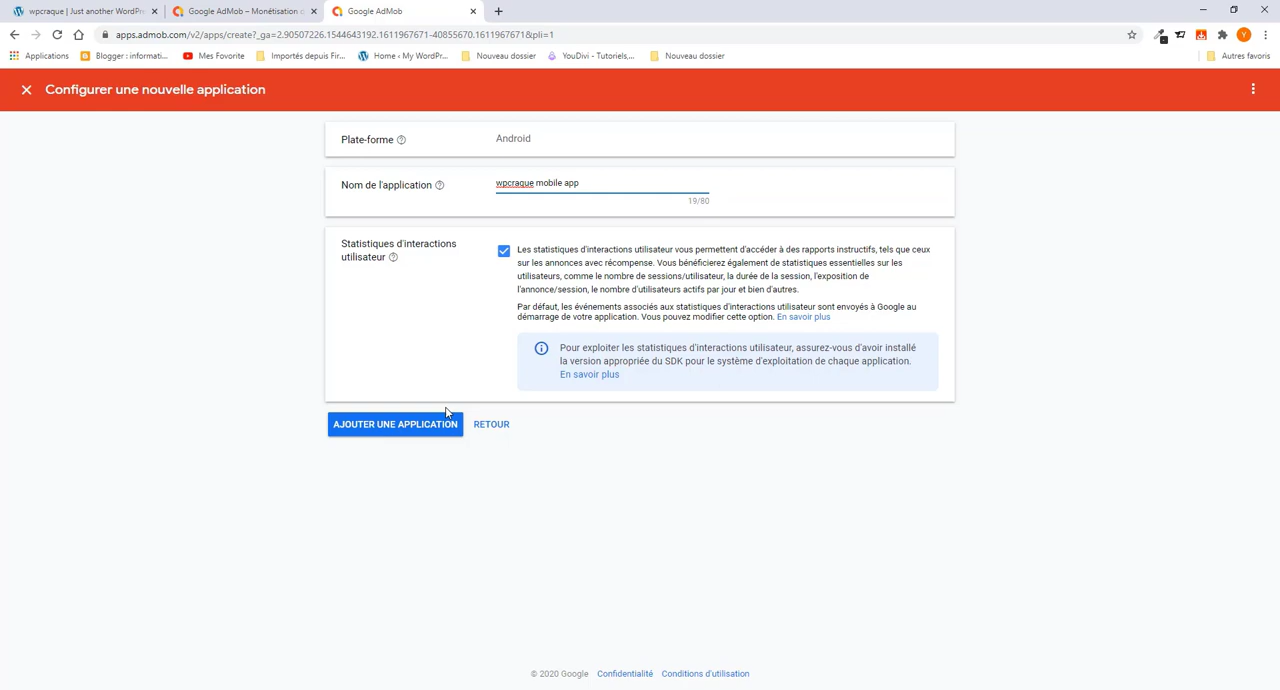 wpcraque | Just another WordPr
Google AdMob – Monétisation d
Google AdMob
apps.admob.com/v2/apps/create?_ga=2.90507226.1544643192.1611967671-40855670.1611967671&pli=1
Y
Applications
Blogger : informati...
Mes Favorite
Importés depuis Fir...
Home ‹ My WordPr...
Nouveau dossier
YouDivi - Tutoriels,...
Nouveau dossier
Autres favoris
Configurer une nouvelle application
Plate-forme
Android
Nom de l'application
wpcraque mobile app
19/80
Statistiques d'interactions
utilisateur
Les statistiques d'interactions utilisateur vous permettent d'accéder à des rapports instructifs, tels que ceux
sur les annonces avec récompense. Vous bénéficierez également de statistiques essentielles sur les
utilisateurs, comme le nombre de sessions/utilisateur, la durée de la session, l'exposition de
l'annonce/session, le nombre d'utilisateurs actifs par jour et bien d'autres.
Par défaut, les événements associés aux statistiques d'interactions utilisateur sont envoyés à Google au
démarrage de votre application. Vous pouvez modifier cette option. En savoir plus
Pour exploiter les statistiques d'interactions utilisateur, assurez-vous d'avoir installé
la version appropriée du SDK pour le système d'exploitation de chaque application.
En savoir plus
AJOUTER UNE APPLICATION
RETOUR
© 2020 Google
Confidentialité
Conditions d'utilisation